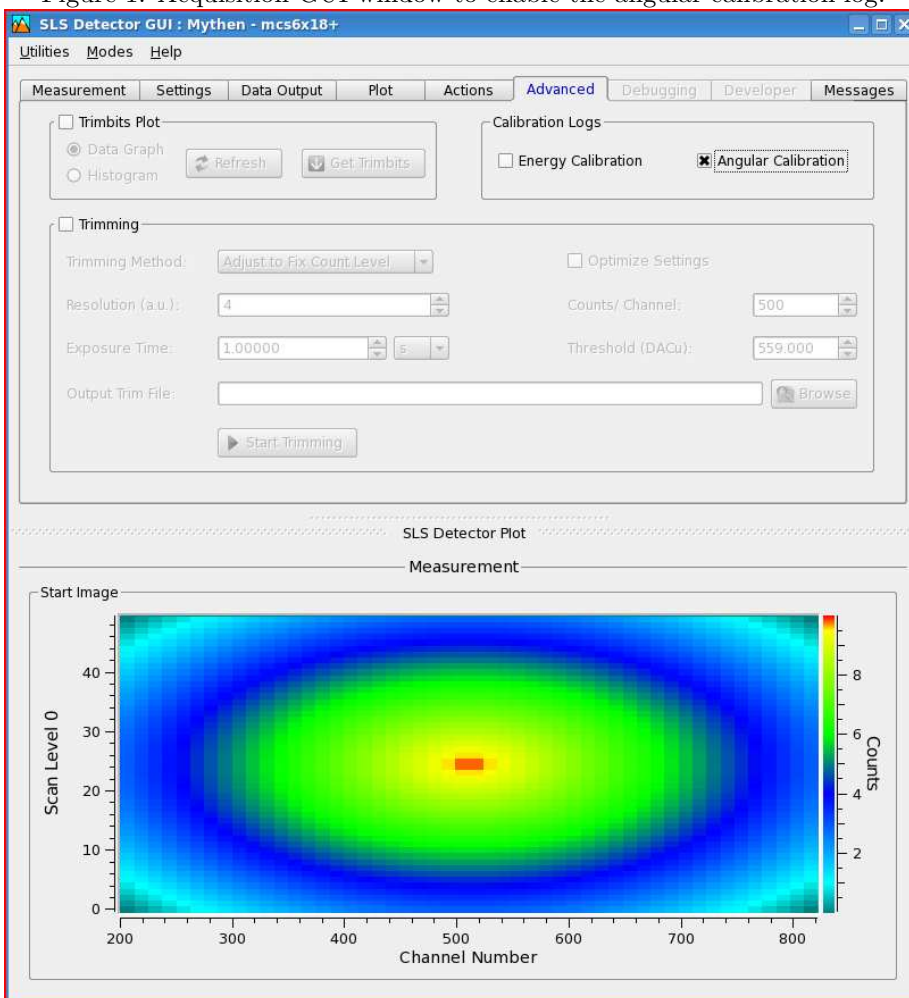 Figure 1: Acquisition GUI window to enable the angular calibration log.
SLS Detector GUI : Mythen - mcs6x18+
Utilities Modes Help
Measurement Settings Data Output Plot Actions Advanced Debugging Developer Messages
Trimbits Plot
Calibration Logs
Data Graph
Histogram
Refresh
Get Trimbits
Energy Calibration
Angular Calibration
Trimming
Trimming Method: Adjust to Fix Count Level
Optimize Settings
Resolution (a.u.): 4
Counts/ Channel: 500
Exposure Time: 1.00000 s
Threshold (DACu): 559.000
Output Trim File:
Browse
Start Trimming
SLS Detector Plot
Measurement
Start Image
Scan Level 0
40
30
20
10
0
200 300 400 500 600 700 800
Channel Number
8
6
4
2
Counts